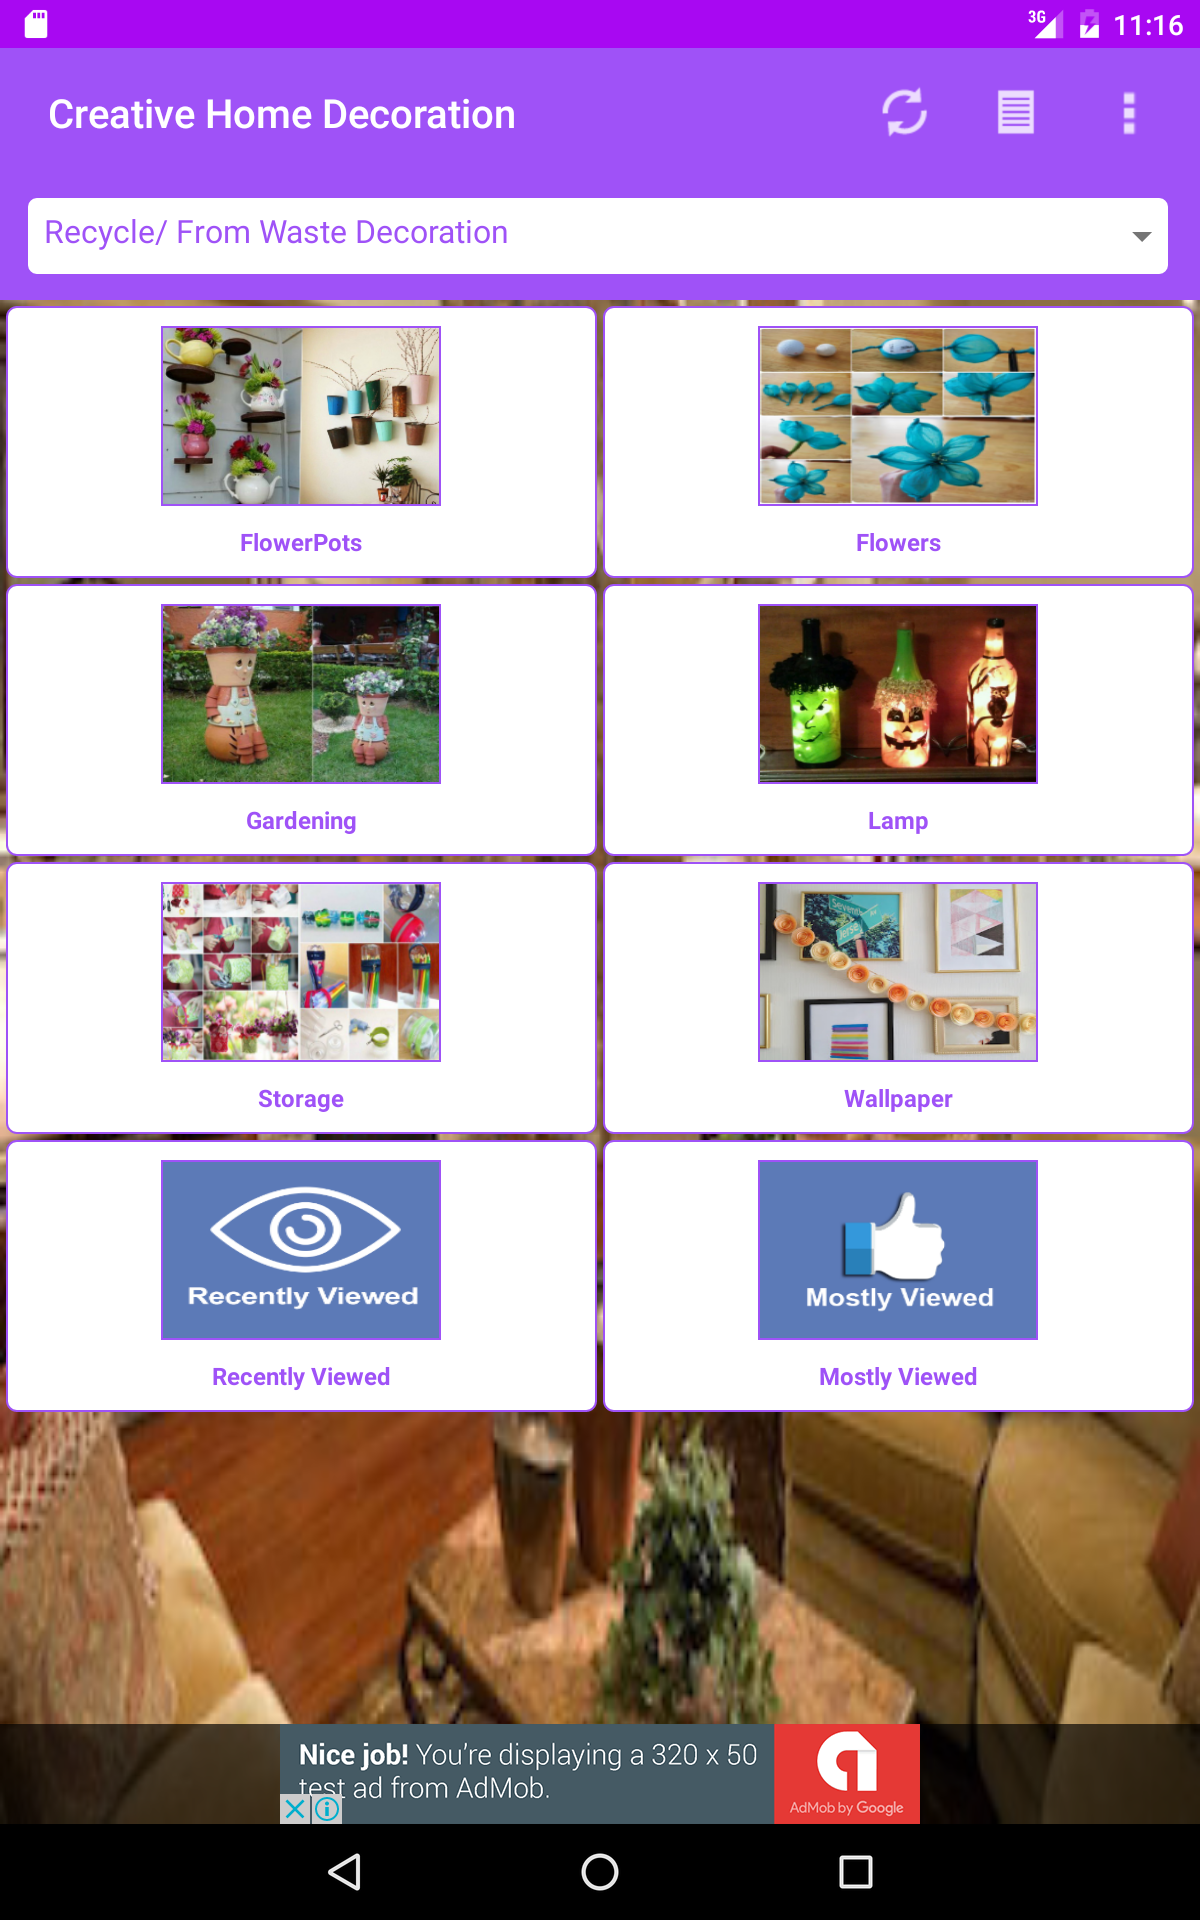 3G 11:16
Creative Home Decoration
Recycle/ From Waste Decoration
FlowerPots
Flowers
Gardening
Lamp
Storage
Wallpaper
Recently Viewed
Mostly Viewed
Recently Viewed
Mostly Viewed
Nice job! You're displaying a 320 x 50
test ad from AdMob.
AdMob by Google